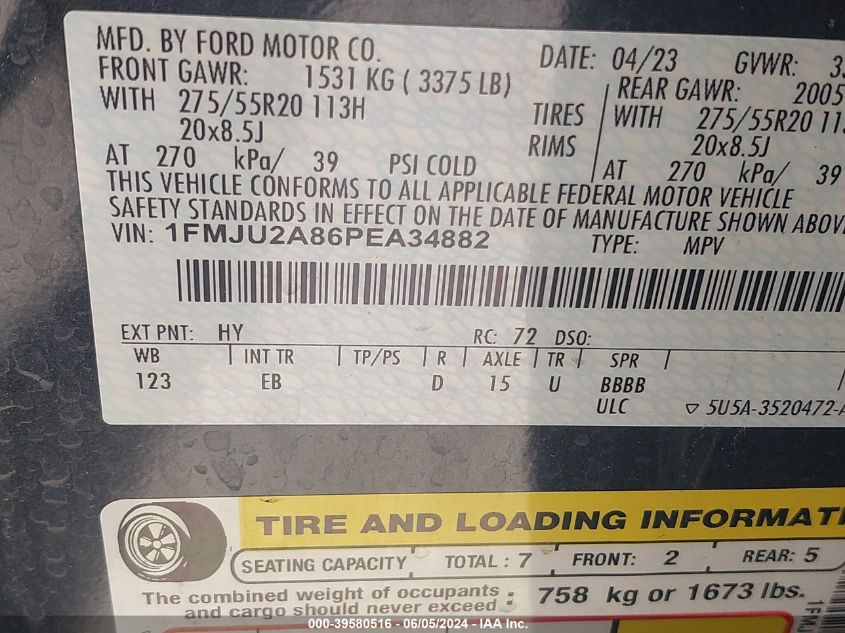 MFD. BY FORD MOTOR CO. DATE: 04/23 GVWR:
FRONT GAWR: 1531 KG ( 3375 LB) REAR GAWR: 2005
WITH 275/55R20 113H TIRES WITH 275/55R20
20x8.5J RIMS 20x8.5J
AT 270 kPa/ 39 PSI COLD AT 270 kPa/ 39
THIS VEHICLE CONFORMS TO ALL APPLICABLE FEDERAL MOTOR VEHICLE
SAFETY STANDARDS IN EFFECT ON THE DATE OF MANUFACTURE SHOWN ABOV
VIN: 1FMJU2A86PEA34882 TYPE: MPV
EXT PNT: HY RC: 72 DSO:
WB INT TR TP/PS R AXLE TR SPR
123 EB D 15 U BBBB
ULC 5U5A-3520472-
TIRE AND LOADING INFORMATI
SEATING CAPACITY TOTAL : 7 FRONT: 2 REAR: 5
The combined weight of occupants
and cargo should never exceed : 758 kg or 1673 lbs.
1FMJ
000-39580516 - 06/05/2024 - IAA Inc.